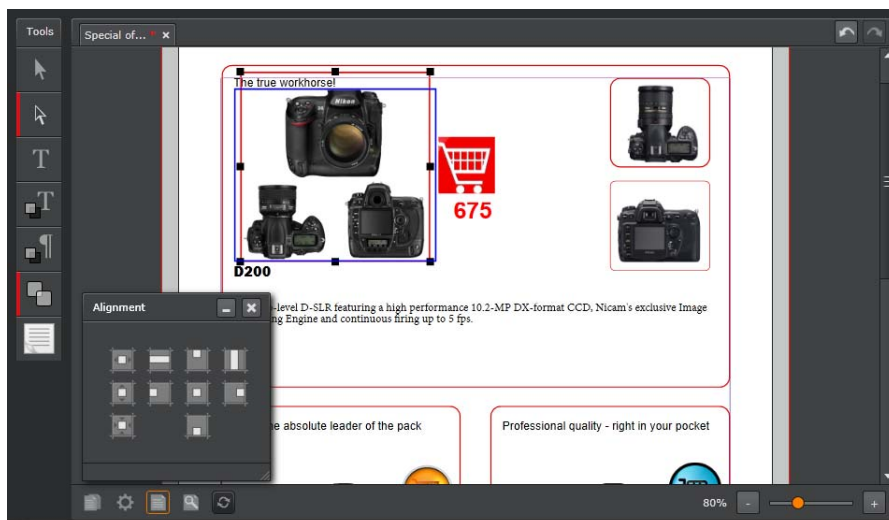 Tools
Special of... * ×
The true workhorse!
Nikon
675
D200
-level D-SLR featuring a high performance 10.2-MP DX-format CCD, Nicam's exclusive Image
ng Engine and continuous firing up to 5 fps.
Alignment
e absolute leader of the pack
Professional quality - right in your pocket
80%